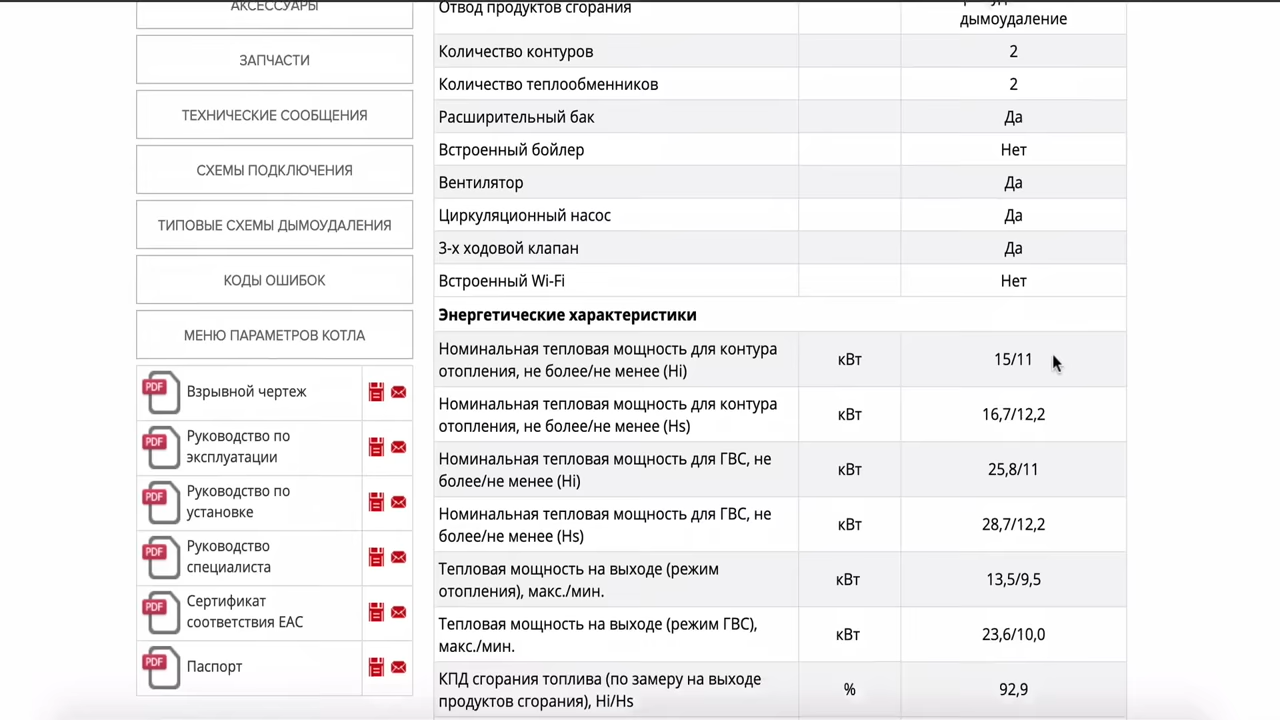 АКСЕССУАРЫ
ЗАПЧАСТИ
ТЕХНИЧЕСКИЕ СООБЩЕНИЯ
СХЕМЫ ПОДКЛЮЧЕНИЯ
ТИПОВЫЕ СХЕМЫ ДЫМОУДАЛЕНИЯ
КОДЫ ОШИБОК
МЕНЮ ПАРАМЕТРОВ КОТЛА
PDF Взрывной чертеж
PDF Руководство по
эксплуатации
PDF Руководство по
установке
PDF Руководство
специалиста
PDF Сертификат
соответствия EAC
PDF Паспорт
Отвод продуктов сгорания
дымоудаление
Количество контуров 2
Количество теплообменников 2
Расширительный бак Да
Встроенный бойлер Нет
Вентилятор Да
Циркуляционный насос Да
3-х ходовой клапан Да
Встроенный Wi-Fi Нет
Энергетические характеристики
Номинальная тепловая мощность для контура
отопления, не более/не менее (Hi) кВт 15/11
Номинальная тепловая мощность для контура
отопления, не более/не менее (Hs) кВт 16,7/12,2
Номинальная тепловая мощность для ГВС, не
более/не менее (Hi) кВт 25,8/11
Номинальная тепловая мощность для ГВС, не
более/не менее (Hs) кВт 28,7/12,2
Тепловая мощность на выходе (режим
отопления), макс./мин. кВт 13,5/9,5
Тепловая мощность на выходе (режим ГВС),
макс./мин. кВт 23,6/10,0
КПД сгорания топлива (по замеру на выходе
продуктов сгорания), Hi/Hs % 92,9